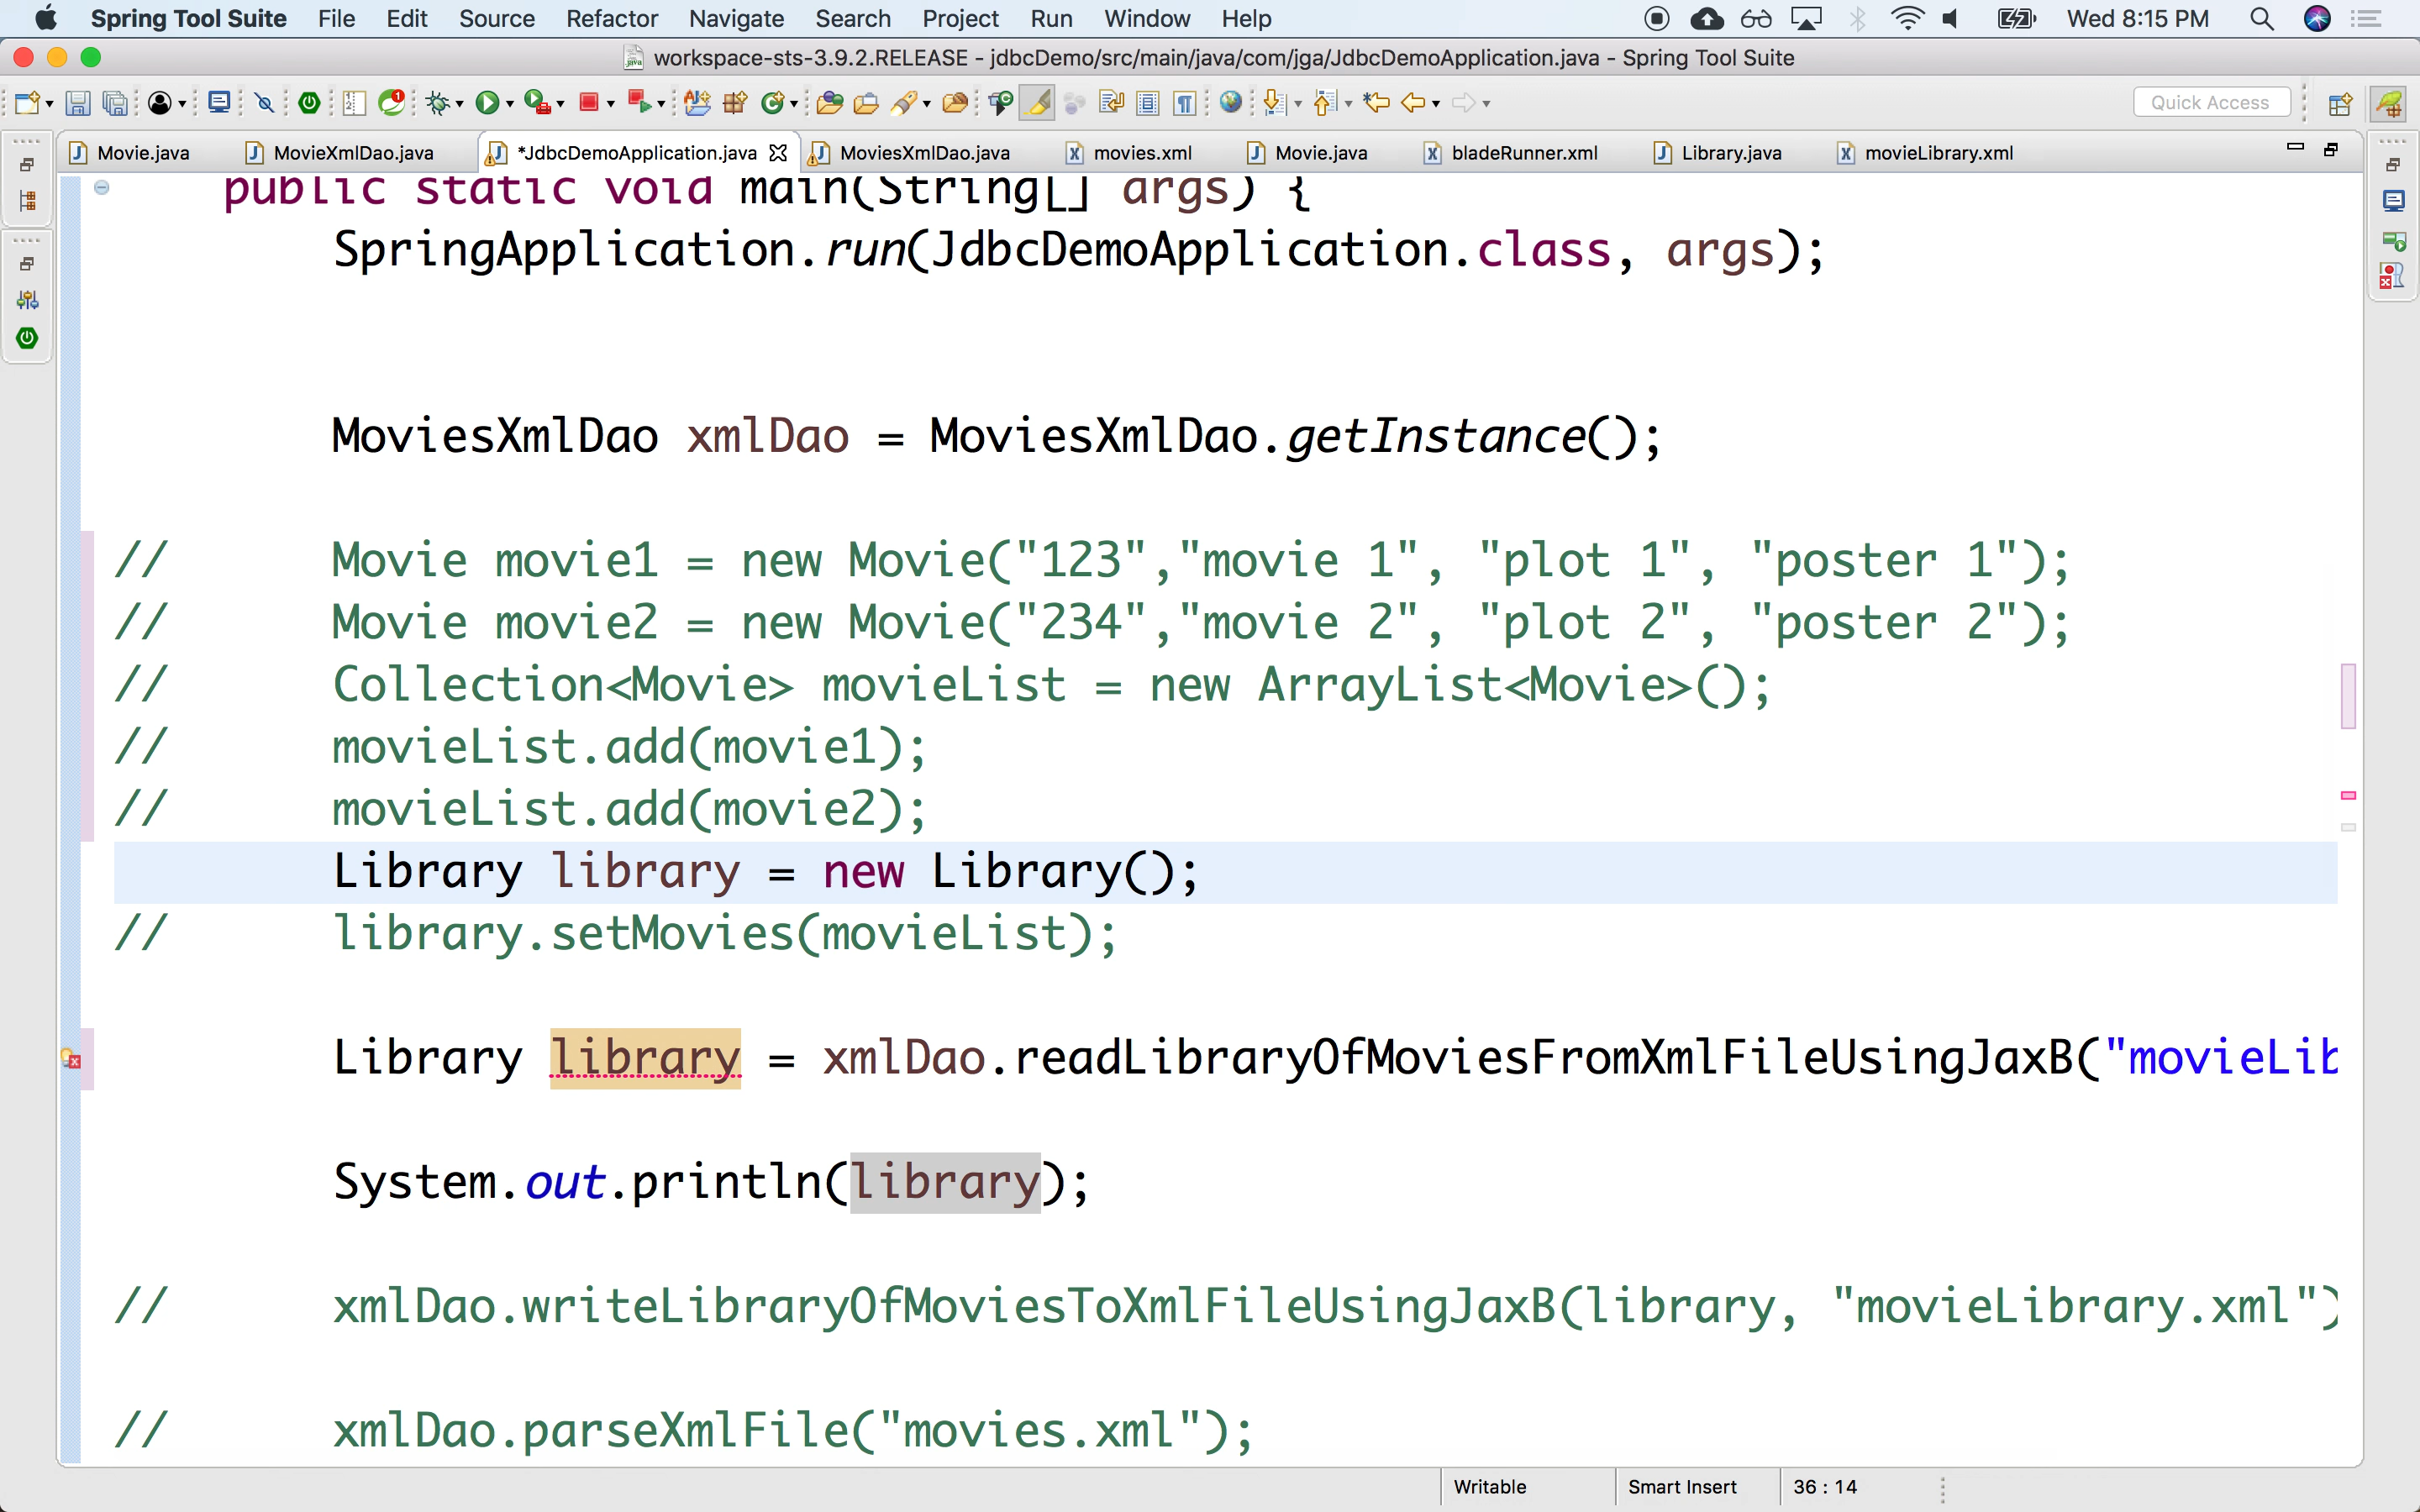 Spring Tool Suite File Edit Source Refactor Navigate Search Project Run Window Help Wed 8:15 PM
workspace-sts-3.9.2.RELEASE - jdbcDemo/src/main/java/com/jga/JdbcDemoApplication.java - Spring Tool Suite
Quick Access
Movie.java MovieXmlDao.java *JdbcDemoApplication.java MoviesXmlDao.java movies.xml Movie.java bladeRunner.xml Library.java movieLibrary.xml
public static void main(String[] args) {
SpringApplication.run(JdbcDemoApplication.class, args);
MoviesXmlDao xmlDao = MoviesXmlDao.getInstance();
// Movie movie1 = new Movie("123","movie 1", "plot 1", "poster 1");
// Movie movie2 = new Movie("234","movie 2", "plot 2", "poster 2");
// Collection<Movie> movieList = new ArrayList<Movie>();
// movieList.add(movie1);
// movieList.add(movie2);
Library library = new Library();
// library.setMovies(movieList);
Library library = xmlDao.readLibraryOfMoviesFromXmlFileUsingJaxB("movieLib
System.out.println(library);
// xmlDao.writeLibraryOfMoviesToXmlFileUsingJaxB(library, "movieLibrary.xml")
// xmlDao.parseXmlFile("movies.xml");
Writable Smart Insert 36 : 14